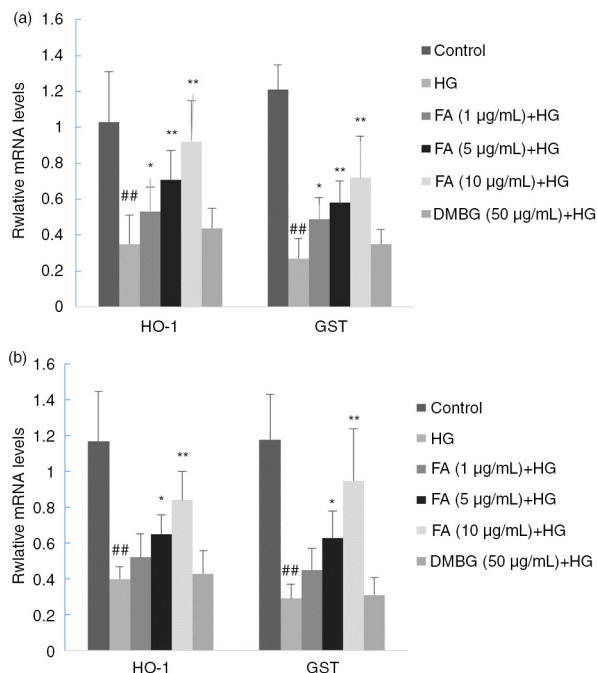 (a)
1.6
1.4
1.2
1
0.8
0.6
0.4
0.2
0
Rwlative mRNA levels
##
*
**
**
##
*
**
**
HO-1
GST
Control
HG
FA (1 µg/mL)+HG
FA (5 µg/mL)+HG
FA (10 µg/mL)+HG
DMBG (50 µg/mL)+HG
(b)
1.6
1.4
1.2
1
0.8
0.6
0.4
0.2
0
Rwlative mRNA levels
##
*
**
##
*
**
HO-1
GST
Control
HG
FA (1 µg/mL)+HG
FA (5 µg/mL)+HG
FA (10 µg/mL)+HG
DMBG (50 µg/mL)+HG